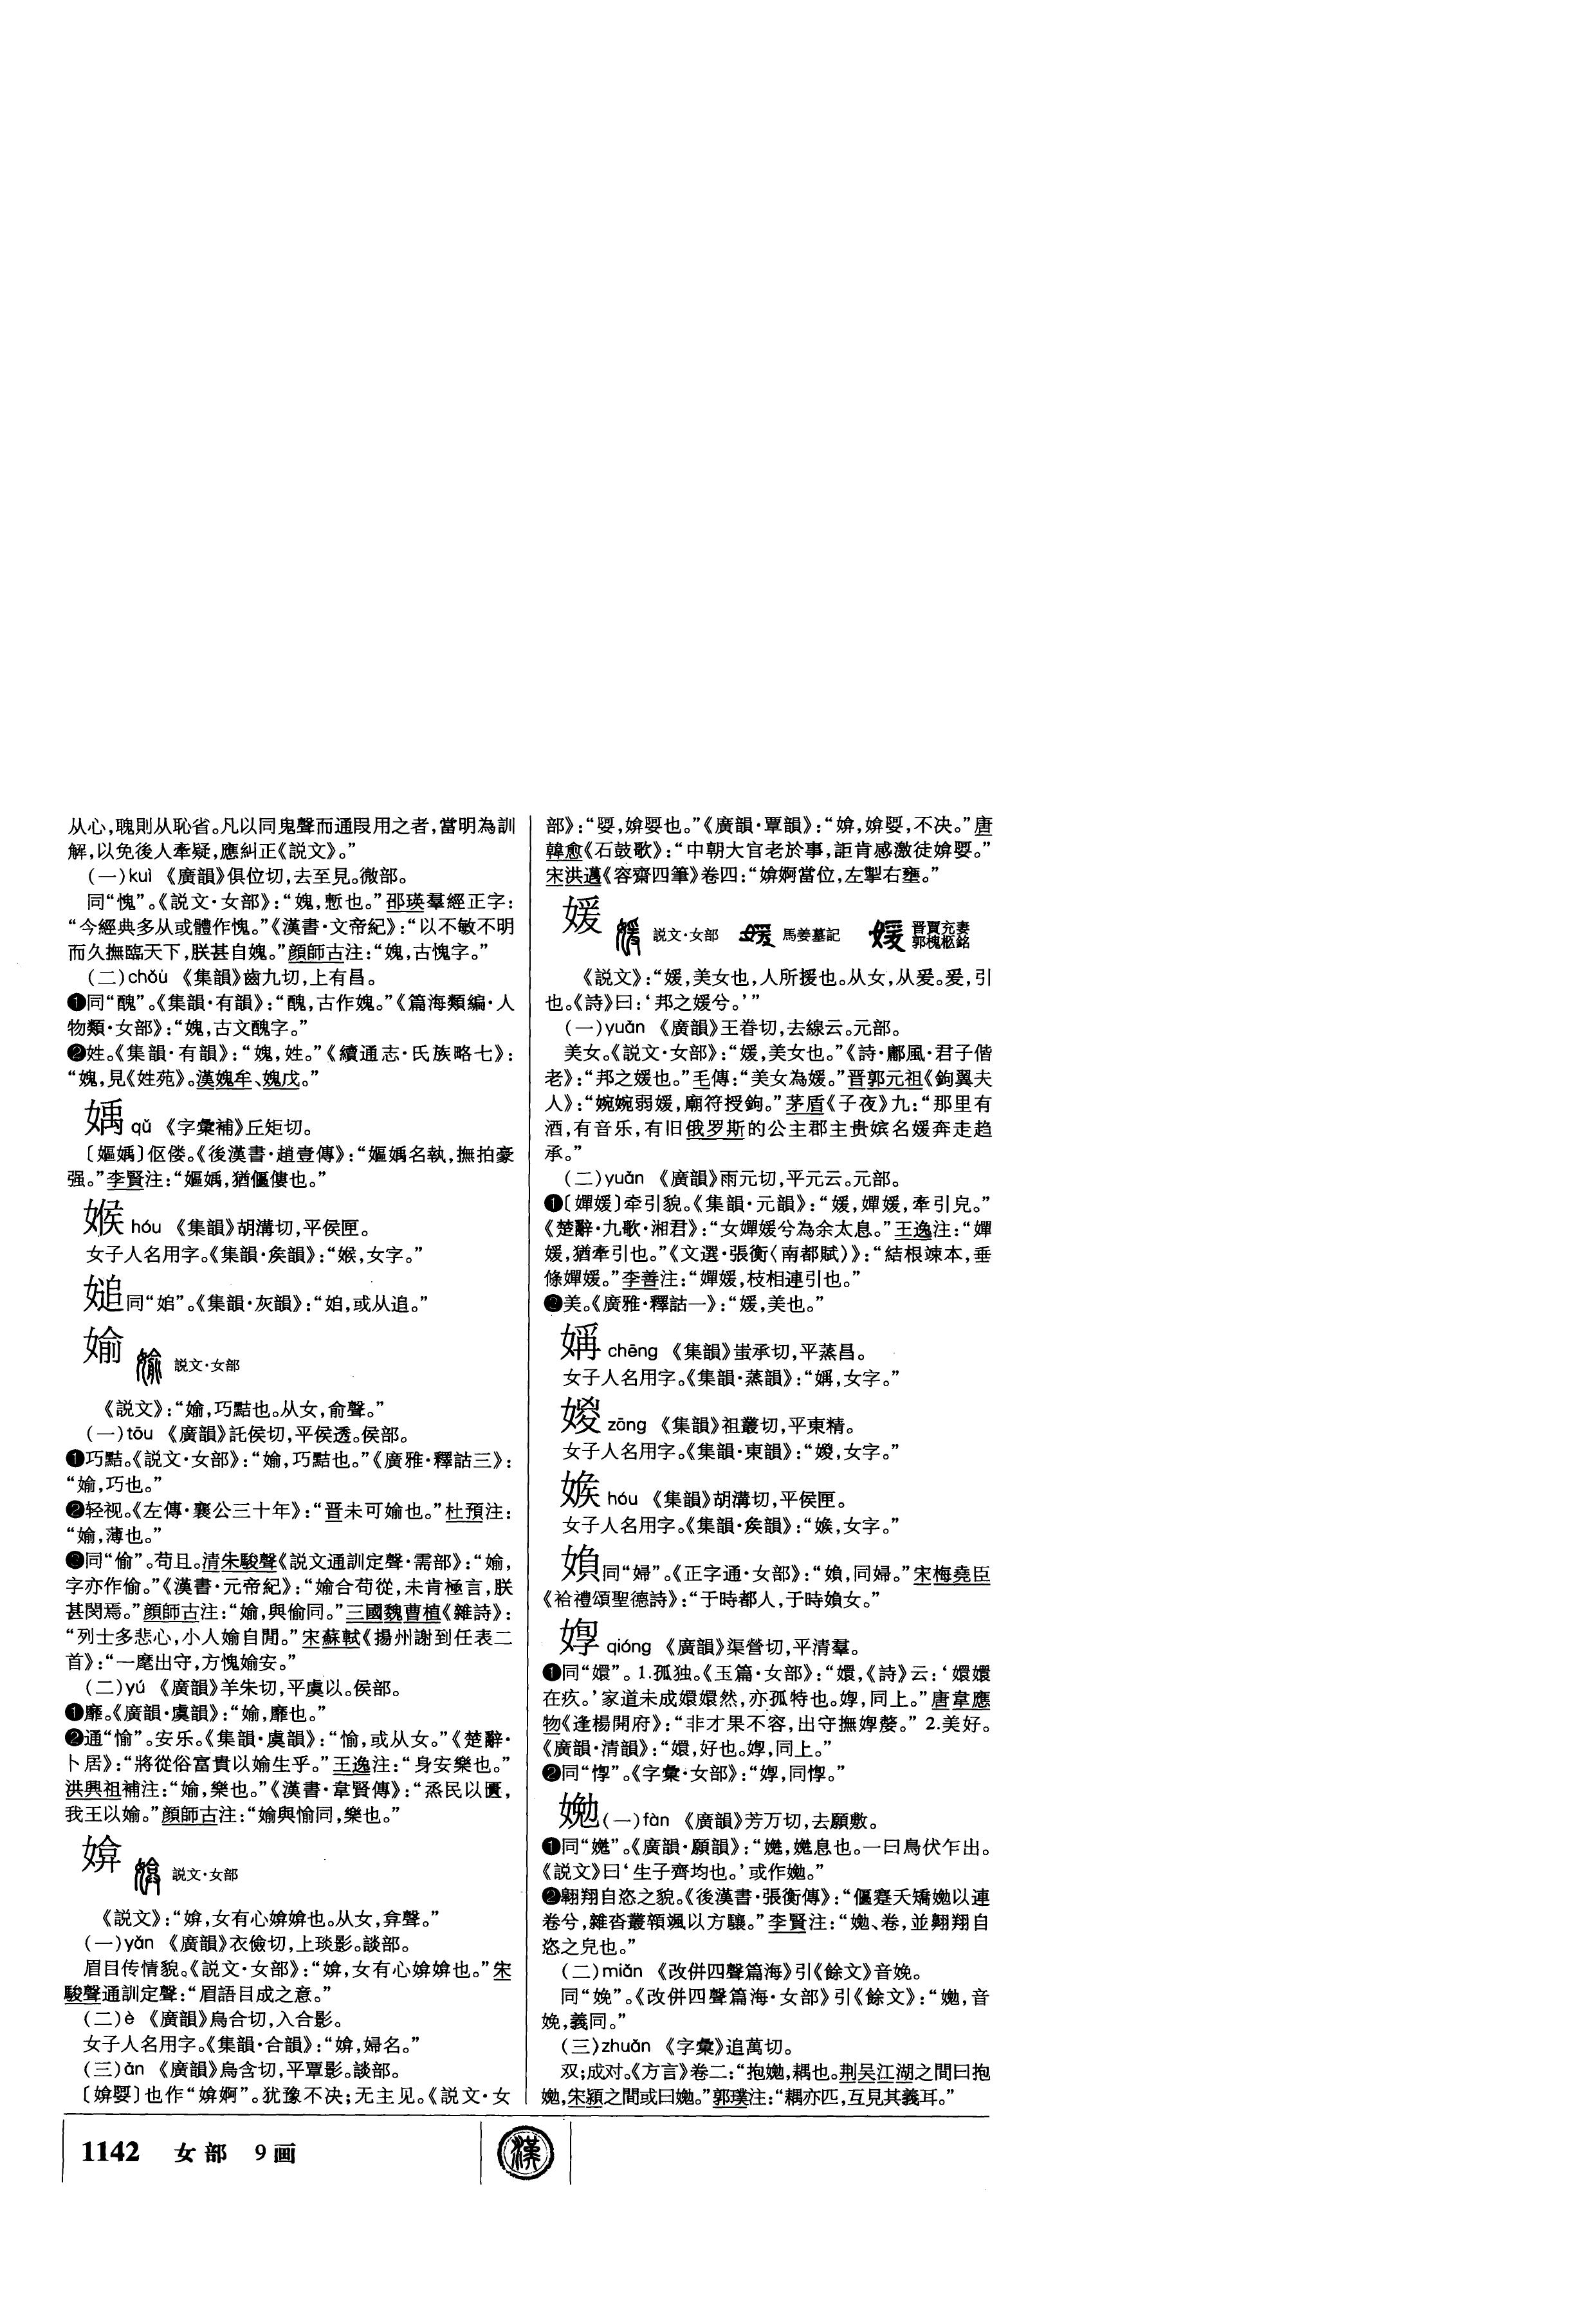 从心,聭則从恥省。凡以同鬼聲而通叚用之者,當明為訓
解,以免後人牽疑,應糾正《説文》。”
(一)kuì 《廣韻》俱位切,去至見。微部。
同“愧”。《説文·女部》:“媿,慙也。”邵瑛羣經正字:
“今經典多从或體作愧。”《漢書·文帝紀》:“以不敏不明
而久撫臨天下,朕甚自媿。”顔師古注:“媿,古愧字。”
(二)chǒu 《集韻》齒九切,上有昌。
❶同“醜”。《集韻·有韻》:“醜,古作媿。”《篇海類編·人
物類·女部》:“媿,古文醜字。”
❷姓。《集韻·有韻》:“媿,姓。”《續通志·氏族略七》:
“媿,見《姓苑》。漢媿牟、媿戊。”
㜁 qǔ 《字彙補》丘矩切。
〔嫗㜁〕伛偻。《後漢書·趙壹傳》:“嫗㜁名執,撫拍豪
强。”李賢注:“嫗㜁,猶傴僂也。”
㬋 hóu 《集韻》胡溝切,平侯匣。
女子人名用字。《集韻·矦韻》:“,女字。”
同“㛂”。《集韻·灰韻》:“,或从追。”
媮 説文·女部
《説文》:“媮,巧黠也。从女,俞聲。”
(一)tōu 《廣韻》託侯切,平侯透。侯部。
❶巧黠。《説文·女部》:“媮,巧黠也。”《廣雅·釋詁三》:
“媮,巧也。”
❷轻视。《左傳·襄公三十年》:“晋未可媮也。”杜預注:
“媮,薄也。”
❸同“偷”。苟且。清朱駿聲《説文通訓定聲·需部》:“媮,
字亦作偷。”《漢書·元帝紀》:“媮合苟從,未肯極言,朕
甚閔焉。”顔師古注:“媮,與偷同。”三國魏曹植《雜詩》:
“列士多悲心,小人媮自閒。”宋蘇軾《揚州謝到任表二
首》:“一麾出守,方愧媮安。”
(二)yú 《廣韻》羊朱切,平虞以。侯部。
❶靡。《廣韻·虞韻》:“媮,靡也。”
❷通“愉”。安乐。《集韻·虞韻》:“愉,或从女。”《楚辭·
卜居》:“將從俗富貴以媮生乎。”王逸注:“身安樂也。”
洪興祖補注:“媮,樂也。”《漢書·韋賢傳》:“烝民以匱,
我王以媮。”顔師古注:“媮與愉同,樂也。”
媕 説文·女部
《説文》:“媕,女有心媕媕也。从女,弇聲。”
(一)yǎn 《廣韻》衣儉切,上琰影。談部。
眉目传情貌。《説文·女部》:“媕,女有心媕媕也。”宋
駿聲通訓定聲:“眉語目成之意。”
(二)è 《廣韻》烏合切,入合影。
女子人名用字。《集韻·合韻》:“媕,婦名。”
(三)ān 《廣韻》烏含切,平覃影。談部。
〔媕娿〕也作“媕婀”。犹豫不决;无主见。《説文·女
部》:“娿,媕娿也。”《廣韻·覃韻》:“媕,媕娿,不决。”唐
韓愈《石鼓歌》:“中朝大官老於事,詎肯感激徒媕娿。”
宋洪邁《容齋四筆》卷四:“媕婀當位,左掣右壅。”
媛 説文·女部 馬姜墓記 晋賈充妻郭槐柩銘
《説文》:“媛,美女也,人所援也。从女,从爰。爰,引
也。《詩》曰:‘邦之媛兮。’”
(一)yuàn 《廣韻》王眷切,去線云。元部。
美女。《説文·女部》:“媛,美女也。”《詩·鄘風·君子偕
老》:“邦之媛也。”毛傳:“美女為媛。”晋郭元祖《鉤翼夫
人》:“婉婉弱媛,廟符授鉤。”茅盾《子夜》九:“那里有
酒,有音乐,有旧俄罗斯的公主郡主贵嫔名媛奔走趋
承。”
(二)yuán 《廣韻》雨元切,平元云。元部。
❶〔嬋媛〕牵引貌。《集韻·元韻》:“媛,嬋媛,牽引皃。”
《楚辭·九歌·湘君》:“女嬋媛兮為余太息。”王逸注:“嬋
媛,猶牽引也。”《文選·張衡〈南都賦〉》:“結根竦本,垂
條嬋媛。”李善注:“嬋媛,枝相連引也。”
❷美。《廣雅·釋詁一》:“媛,美也。”
chēng 《集韻》蚩承切,平蒸昌。
女子人名用字。《集韻·蒸韻》:“,女字。”
zōng 《集韻》祖叢切,平東精。
女子人名用字。《集韻·東韻》:“,女字。”
hóu 《集韻》胡溝切,平侯匣。
女子人名用字。《集韻·矦韻》:“,女字。”
媍同“婦”。《正字通·女部》:“媍,同婦。”宋梅堯臣
《祫禮頌聖德詩》:“于時都人,于時媍女。”
㛪 qióng 《廣韻》渠營切,平清羣。
❶同“嬛”。1.孤独。《玉篇·女部》:“嬛,《詩》云:‘嬛嬛
在疚。’家道未成嬛嬛然,亦孤特也。,同上。”唐韋應
物《逢楊開府》:“非才果不容,出守撫惸嫠。” 2.美好。
《廣韻·清韻》:“嬛,好也。,同上。”
❷同“惸”。《字彙·女部》:“,同惸。”
㛯(一)fàn 《廣韻》芳万切,去願敷。
❶同“嬎”。《廣韻·願韻》:“嬎,嬎息也。一曰鳥伏乍出。
《説文》曰‘生子齊均也。’或作㛯。”
❷翱翔自恣之貌。《後漢書·張衡傳》:“偃蹇夭矯㛯以連
卷兮,雜沓叢顇颯以方驤。”李賢注:“㛯、卷,並翱翔自
恣之皃也。”
(二)miǎn 《改併四聲篇海》引《餘文》音娩。
同“娩”。《改併四聲篇海·女部》引《餘文》:“㛯,音
娩,義同。”
(三)zhuàn 《字彙》追萬切。
双;成对。《方言》卷二:“抱㛯,耦也。荆吴江湖之間曰抱
㛯,宋潁之間或曰㛯。”郭璞注:“耦亦匹,互見其義耳。”
1142 女部 9画
漢